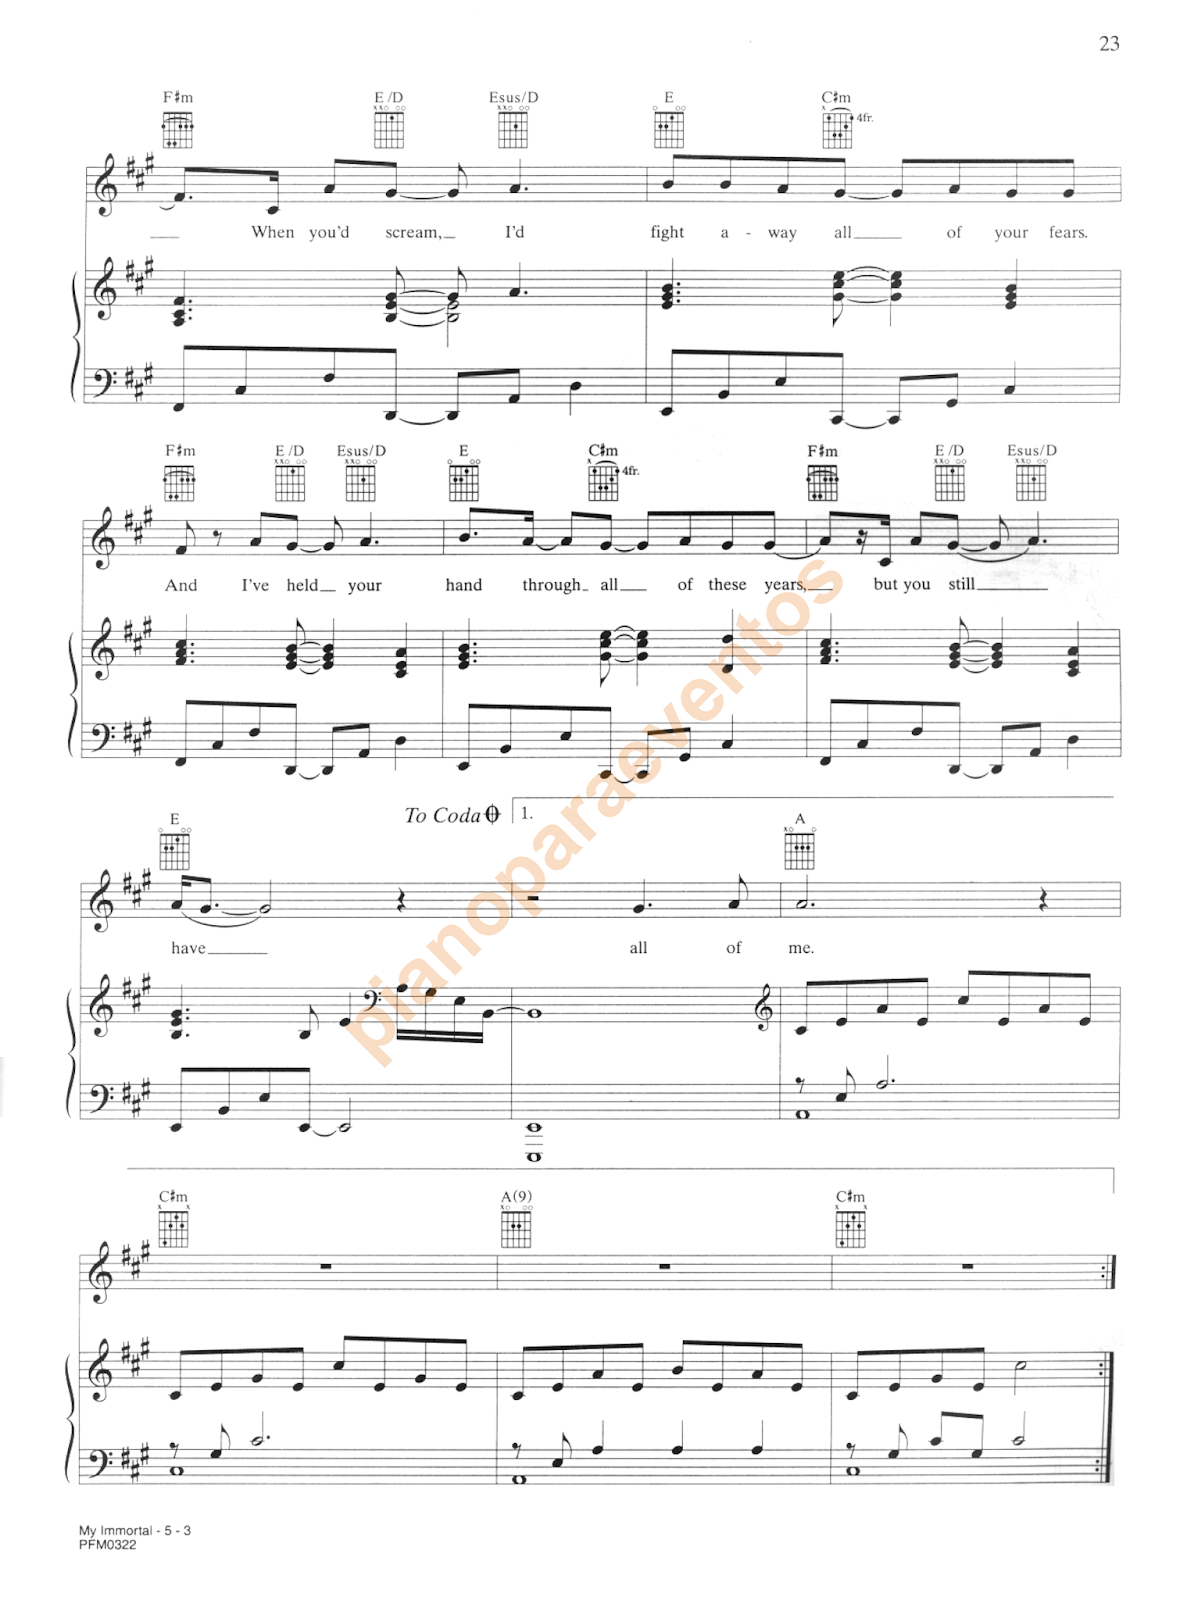 23
F♯m E/D Esus/D E C♯m
4fr.
When you'd scream, I'd fight a - way all of your fears.
F♯m E/D Esus/D E C♯m F♯m E/D Esus/D
4fr.
And I've held your hand through all of these years, but you still
To Coda 1.
E A
have all of me.
C♯m A(9) C♯m
My Immortal - 5 - 3
PFM0322
pianoparaeventos